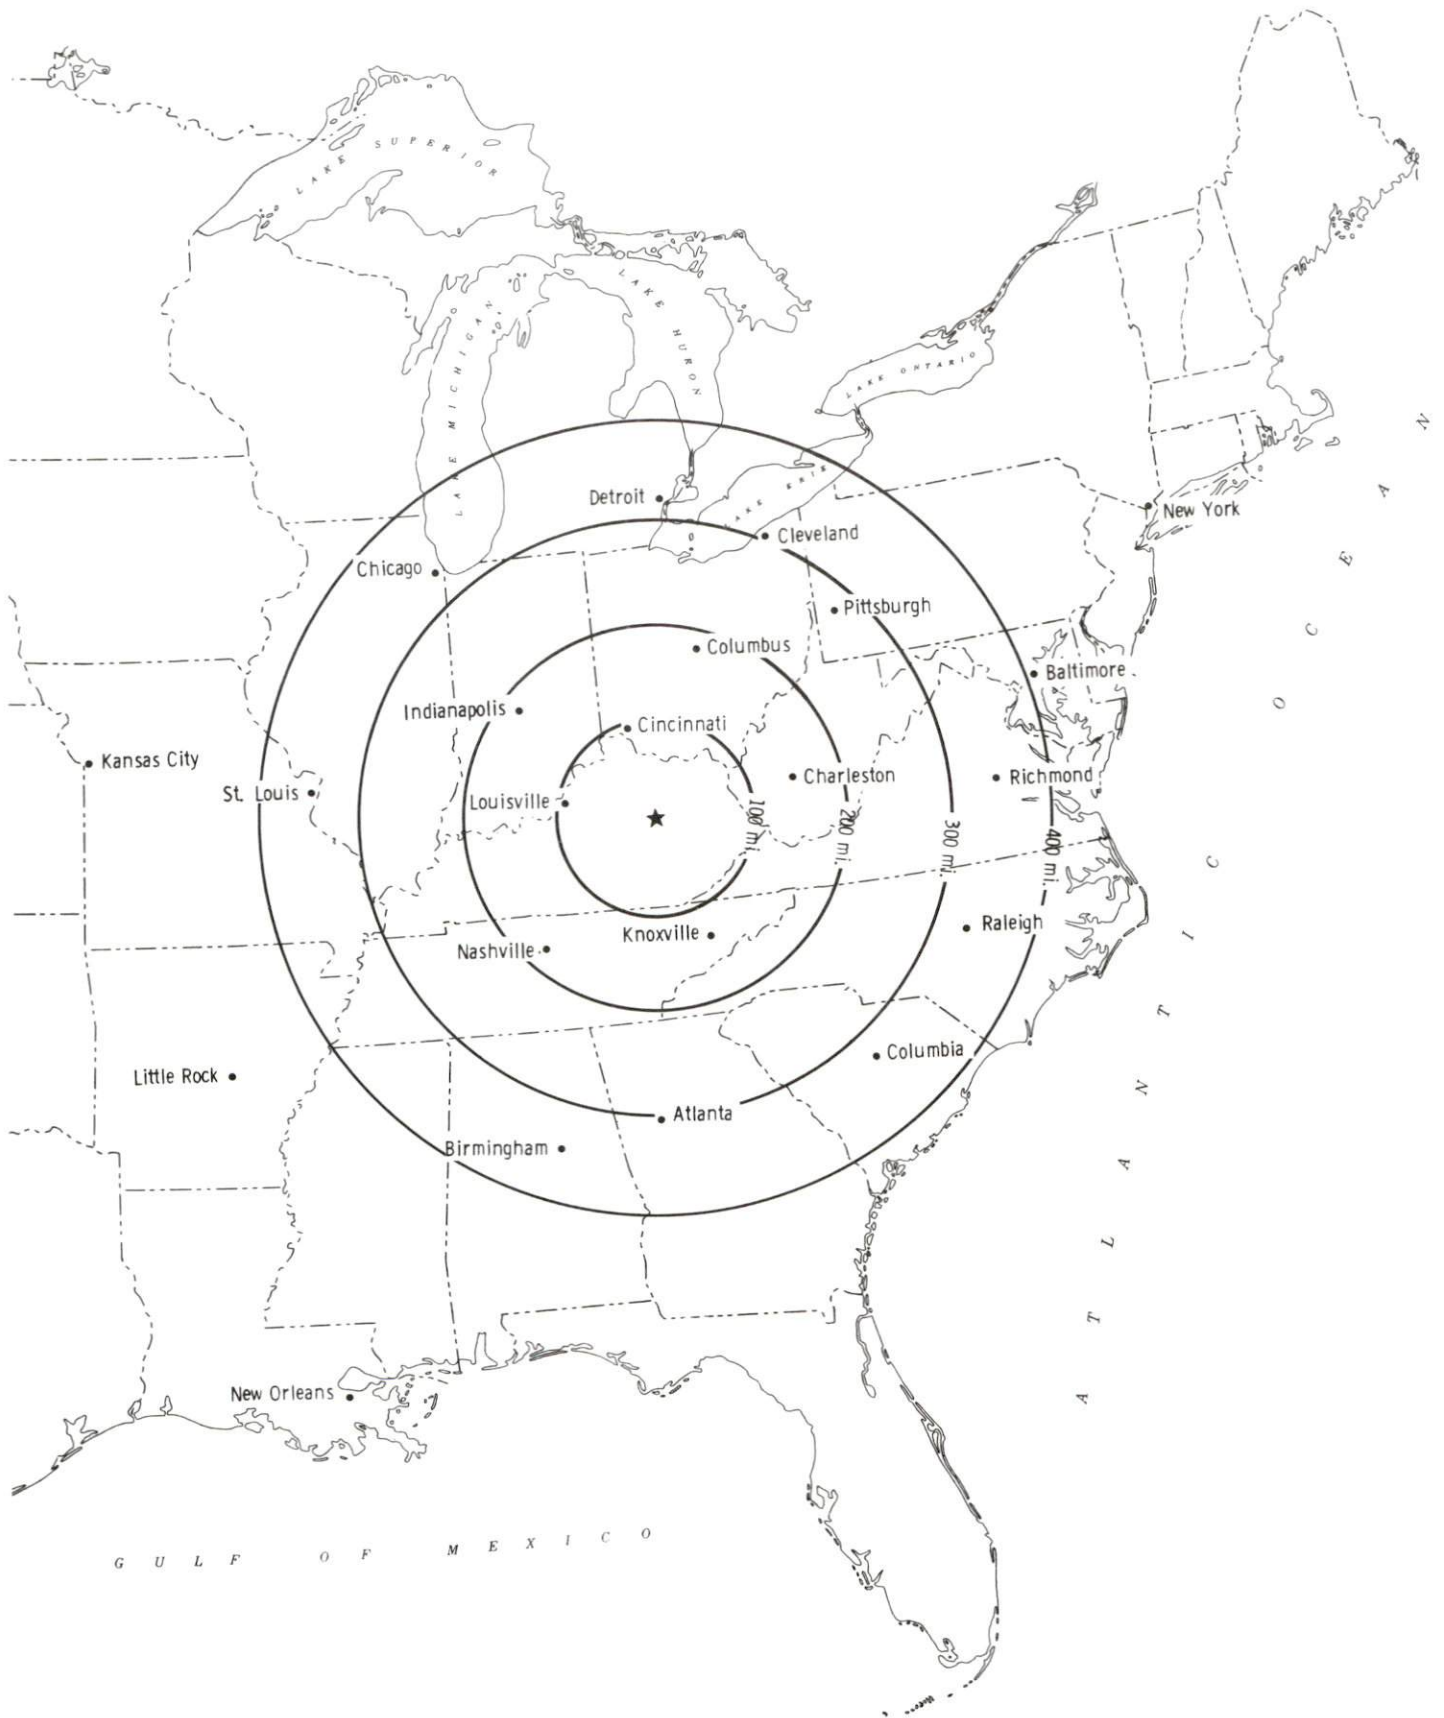 LAKE SUPERIOR
LAKE MICHIGAN
LAKE HURON
LAKE ONTARIO
LAKE ERIE
Detroit
New York
Cleveland
Chicago
Pittsburgh
Columbus
Baltimore
Indianapolis
Cincinnati
Kansas City
Charleston
Richmond
St. Louis
Louisville
100 mi.
200 mi.
300 mi.
400 mi.
Raleigh
Knoxville
Nashville
Columbia
Little Rock
Atlanta
Birmingham
New Orleans
ATLANTIC OCEAN
GULF OF MEXICO